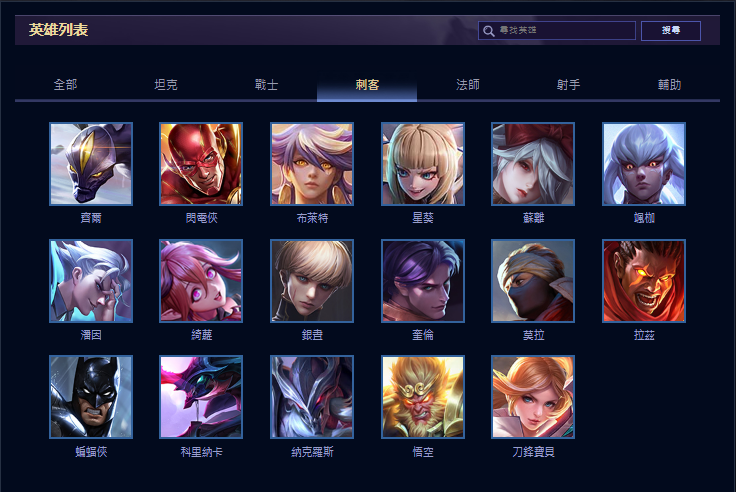 英雄列表
尋找英雄
搜尋
全部 坦克 戰士 刺客 法師 射手 輔助
齊爾 閃電俠 布萊特 星葵 蘇離 颯枷
潘因 綺蘿 銀盅 奎倫 莫拉 拉茲
蝙蝠俠 科里納卡 納克羅斯 悟空 刀鋒寶貝